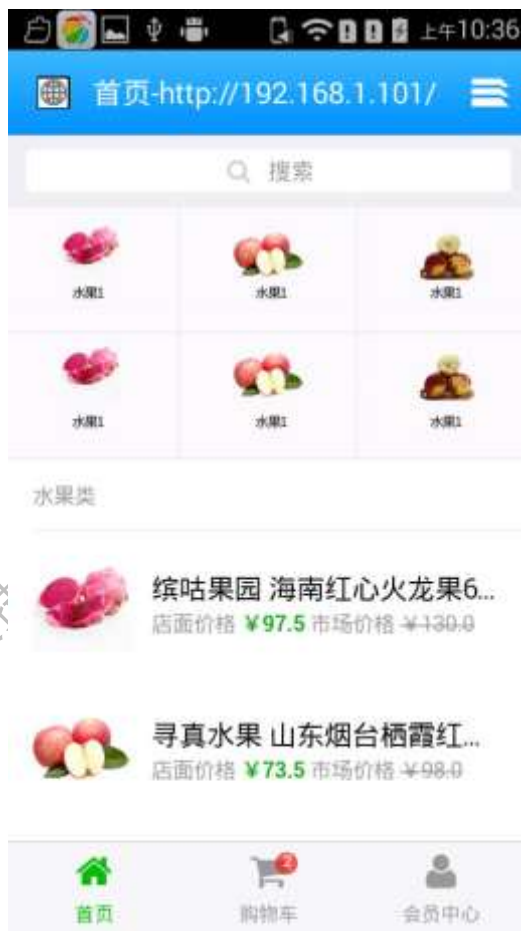 上午10:36
首页-http://192.168.1.101/
搜索
水果1 水果1 水果1
水果1 水果1 水果1
水果类
缤咕果园 海南红心火龙果6...
店面价格 ￥97.5 市场价格 ￥130.0
寻真水果 山东烟台栖霞红...
店面价格 ￥73.5 市场价格 ￥98.0
2
首页 购物车 会员中心